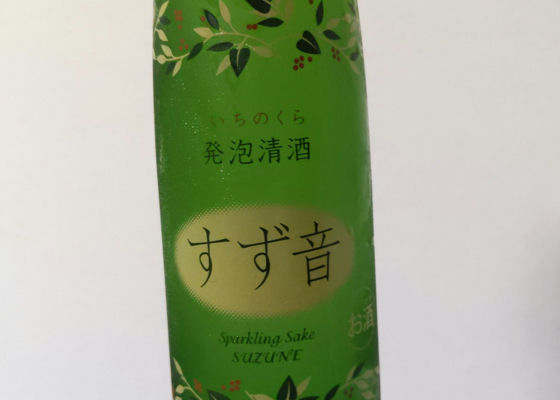 いちのくら
発泡清酒
すず音
お酒
Sparkling Sake
SUZUNE